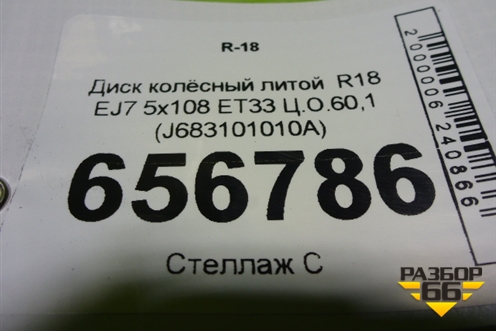 R-18
Диск колёсный литой R18
EJ7 5x108 ET33 Ц.О.60,1
(J683101010A)
656786
Стеллаж С
2000006240866
РАЗБОР
66